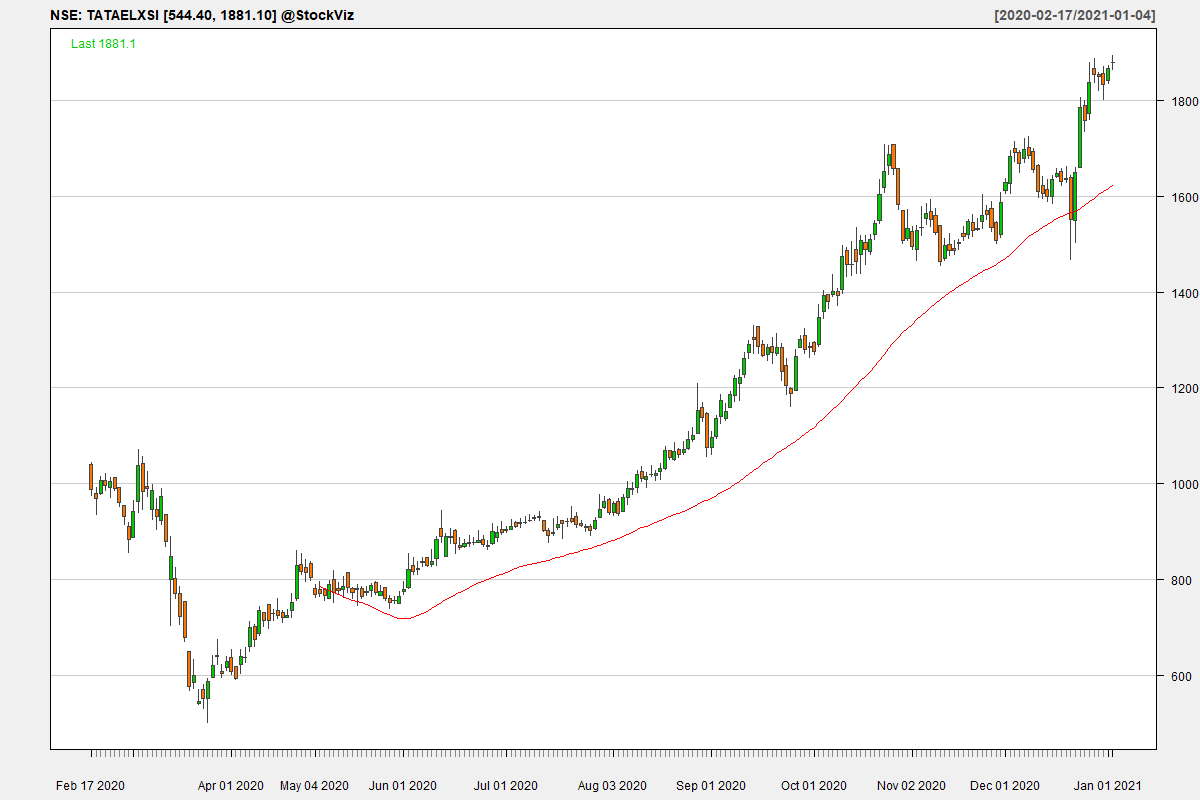 NSE: TATAELXSI [544.40, 1881.10] @StockViz [2020-02-17/2021-01-04]
Last 1881.1
1800
1600
1400
1200
1000
800
600
Feb 17 2020 Apr 01 2020 May 04 2020 Jun 01 2020 Jul 01 2020 Aug 03 2020 Sep 01 2020 Oct 01 2020 Nov 02 2020 Dec 01 2020 Jan 01 2021